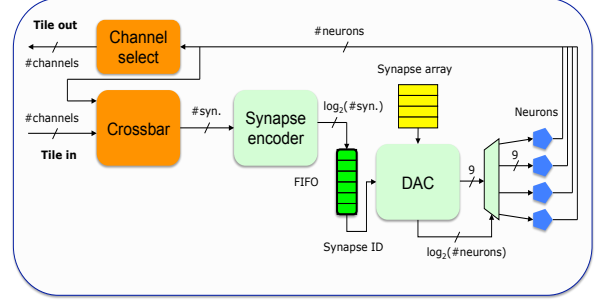 Tile out
Channel
select
#neurons
#channels
Synapse array
#channels
#syn.
Synapse
encoder
log2(#syn.)
Neurons
Crossbar
Tile in
FIFO
DAC
9
9
Synapse ID
log2(#neurons)